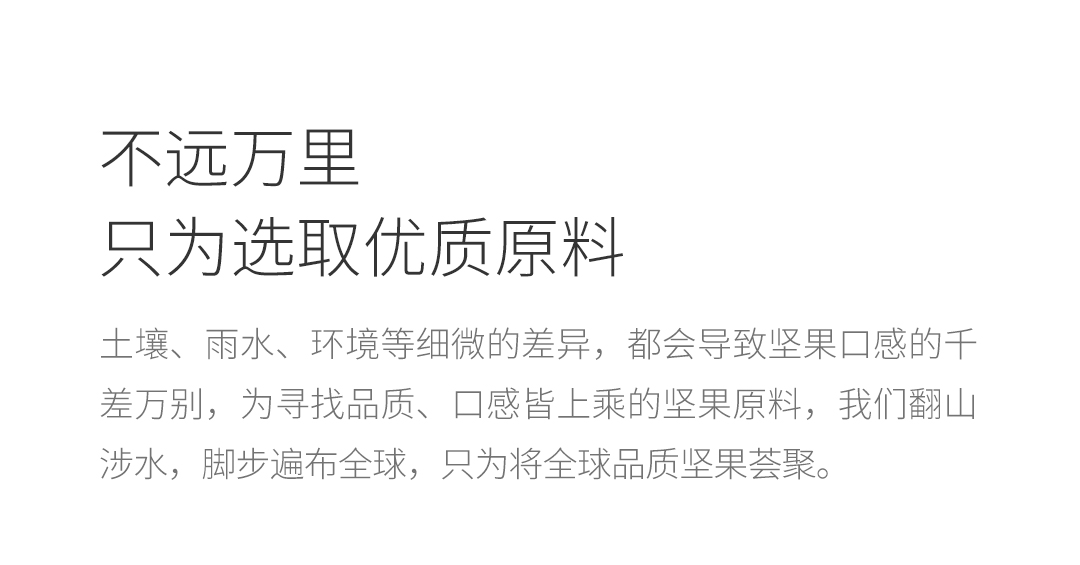 不远万里
只为选取优质原料
土壤、雨水、环境等细微的差异，都会导致坚果口感的千
差万别，为寻找品质、口感皆上乘的坚果原料，我们翻山
涉水，脚步遍布全球，只为将全球品质坚果荟聚。